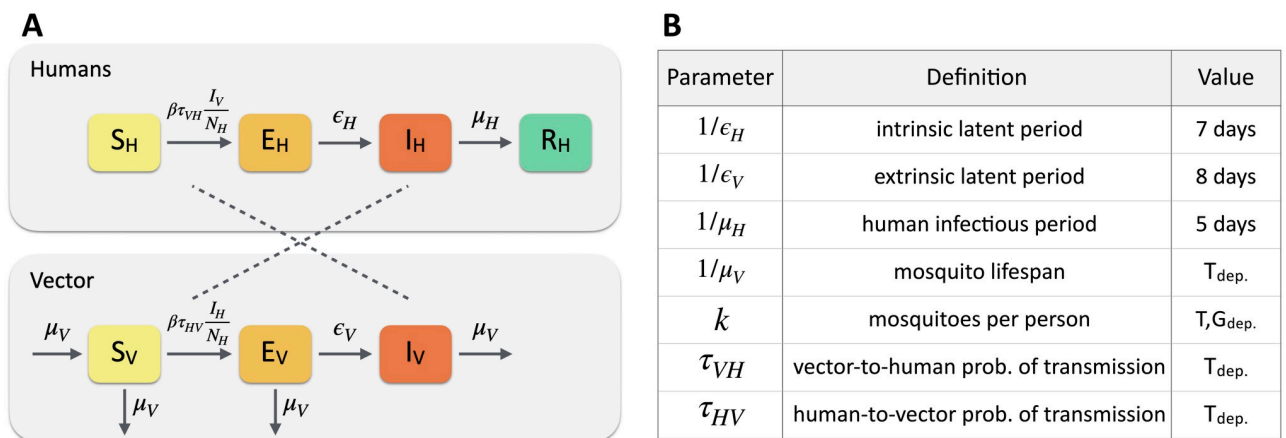 A
Humans
S_H
βτ_VH I_V/N_H
E_H
ϵ_H
I_H
μ_H
R_H
Vector
μ_V
S_V
βτ_HV I_H/N_H
E_V
ϵ_V
I_V
μ_V
μ_V
μ_V
B
Parameter Definition Value
1/ϵ_H intrinsic latent period 7 days
1/ϵ_V extrinsic latent period 8 days
1/μ_H human infectious period 5 days
1/μ_V mosquito lifespan T_dep.
k mosquitoes per person T,G_dep.
τ_VH vector-to-human prob. of transmission T_dep.
τ_HV human-to-vector prob. of transmission T_dep.